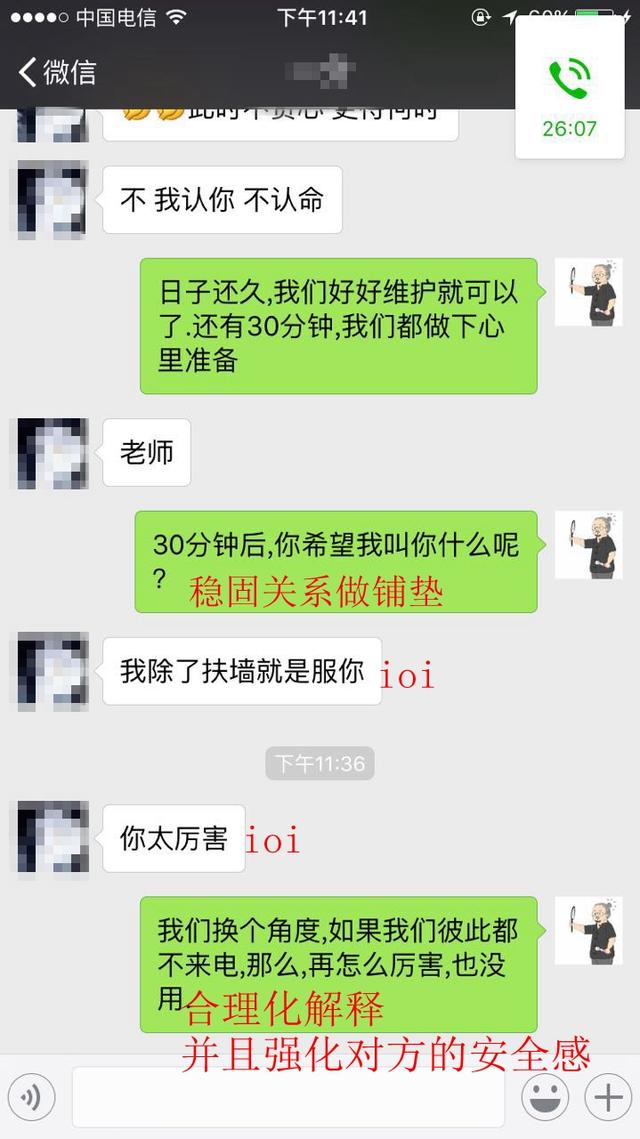 中国电信
下午11:41
60%
微信
26:07
不 我认你 不认命
日子还久,我们好好维护就可以
了.还有30分钟,我们都做下心
里准备
老师
30分钟后,你希望我叫你什么呢
?
稳固关系做铺垫
我除了扶墙就是服你
ioi
下午11:36
你太厉害
ioi
我们换个角度,如果我们彼此都
不来电,那么,再怎么厉害,也没
用.
合理化解释
并且强化对方的安全感